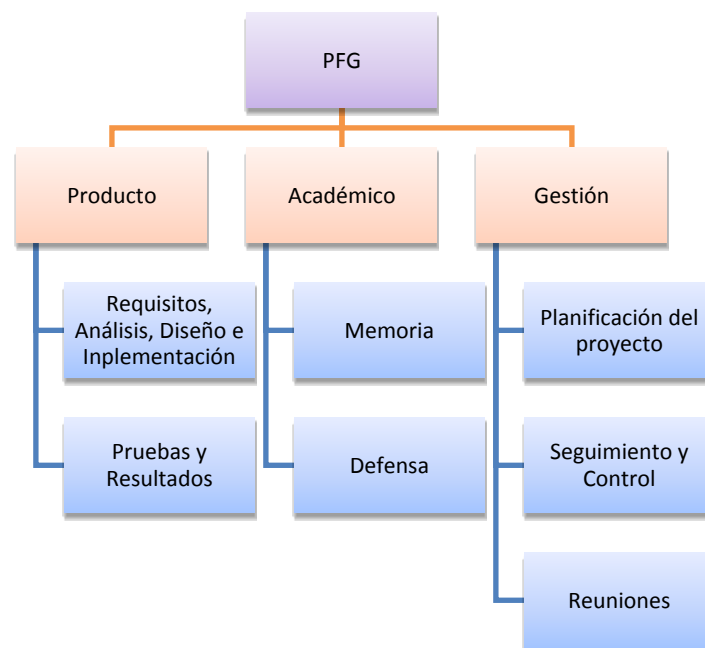 PFG
Producto
Académico
Gestión
Requisitos,
Análisis, Diseño e
Inplementación
Memoria
Planificación del
proyecto
Pruebas y
Resultados
Defensa
Seguimiento y
Control
Reuniones